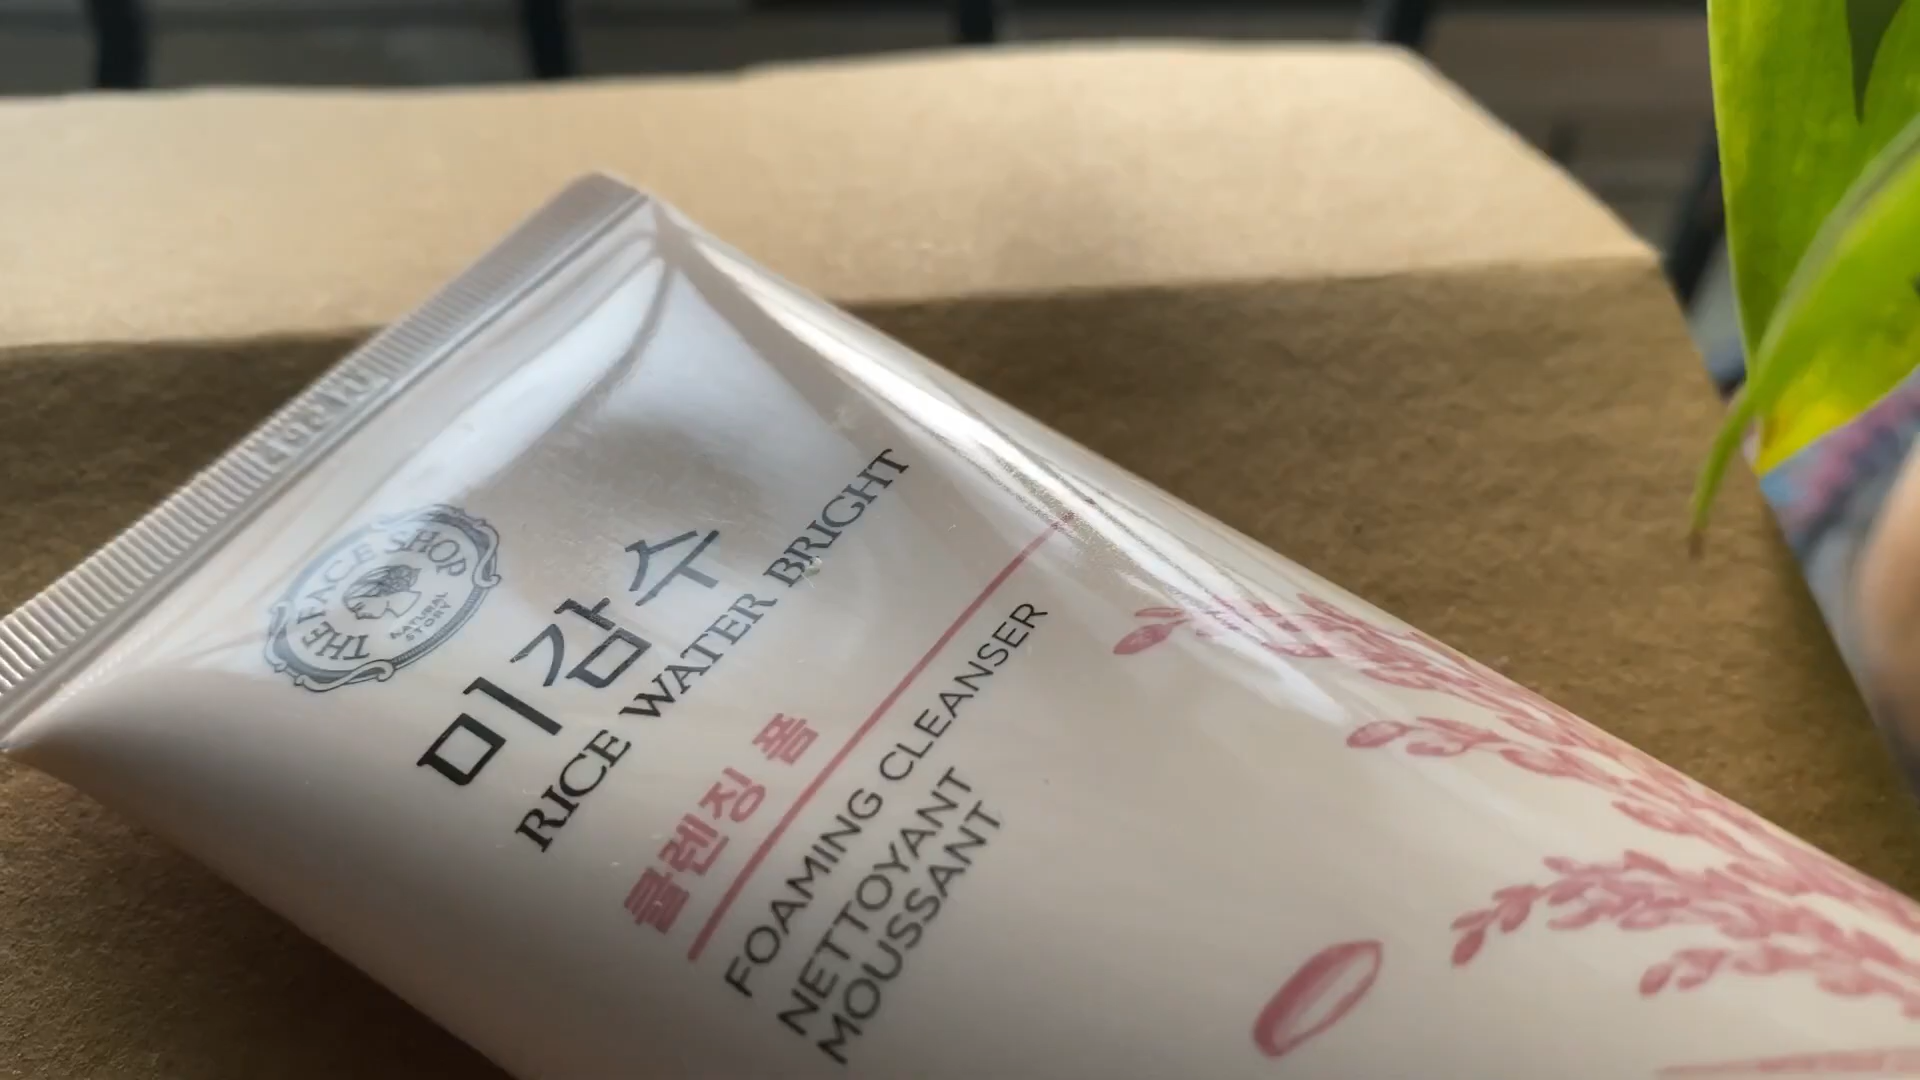 THE FACE SHOP
NATURAL
STORY
미감수
RICE WATER BRIGHT
클렌징 폼
FOAMING CLEANSER
NETTOYANT
MOUSSANT